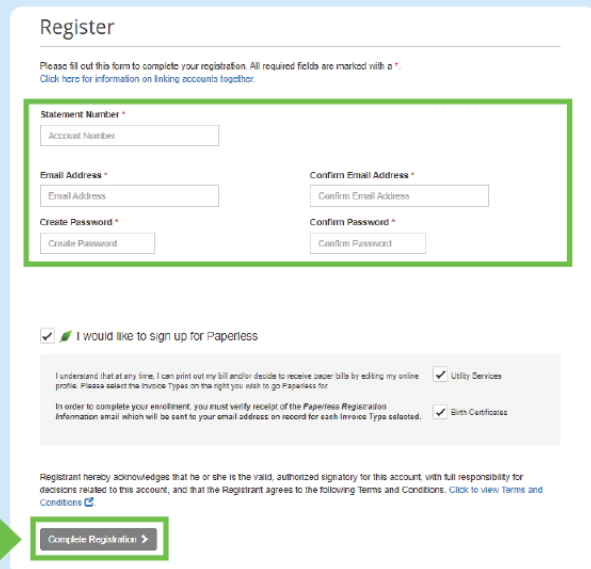 Register
Please fill out this form to complete your registration. All required fields are marked with a *.
Click here for information on linking accounts together.
Statement Number *
Account Number
Email Address *
Confirm Email Address *
Email Address
Confirm Email Address
Create Password *
Confirm Password *
Create Password
Confirm Password
I would like to sign up for Paperless
I understand that at any time, I can print out my bill and/or decide to receive paper bills by editing my online
profile. Please select the Invoice Types on the right you wish to go Paperless for.
Utility Services
In order to complete your enrollment, you must verify receipt of the Paperless Registration
Information email which will be sent to your email address on record for each Invoice Type selected.
Birth Certificates
Registrant hereby acknowledges that he or she is the valid, authorized signatory for this account, with full responsibility for
decisions related to this account, and that the Registrant agrees to the following Terms and Conditions. Click to view Terms and
Conditions
Complete Registration